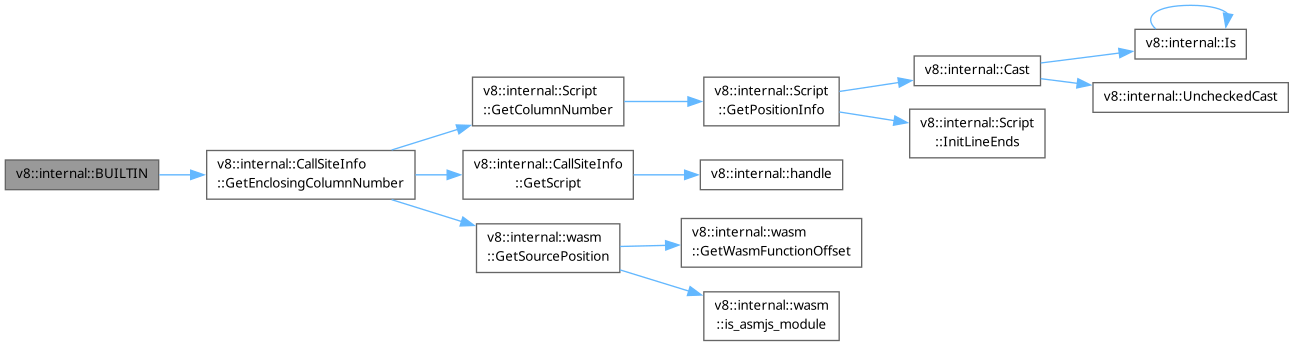 v8::internal::BUILTIN
v8::internal::CallSiteInfo
::GetEnclosingColumnNumber
v8::internal::Script
::GetColumnNumber
v8::internal::Script
::GetPositionInfo
v8::internal::Cast
v8::internal::Is
v8::internal::UncheckedCast
v8::internal::Script
::InitLineEnds
v8::internal::CallSiteInfo
::GetScript
v8::internal::handle
v8::internal::wasm
::GetSourcePosition
v8::internal::wasm
::GetWasmFunctionOffset
v8::internal::wasm
::is_asmjs_module